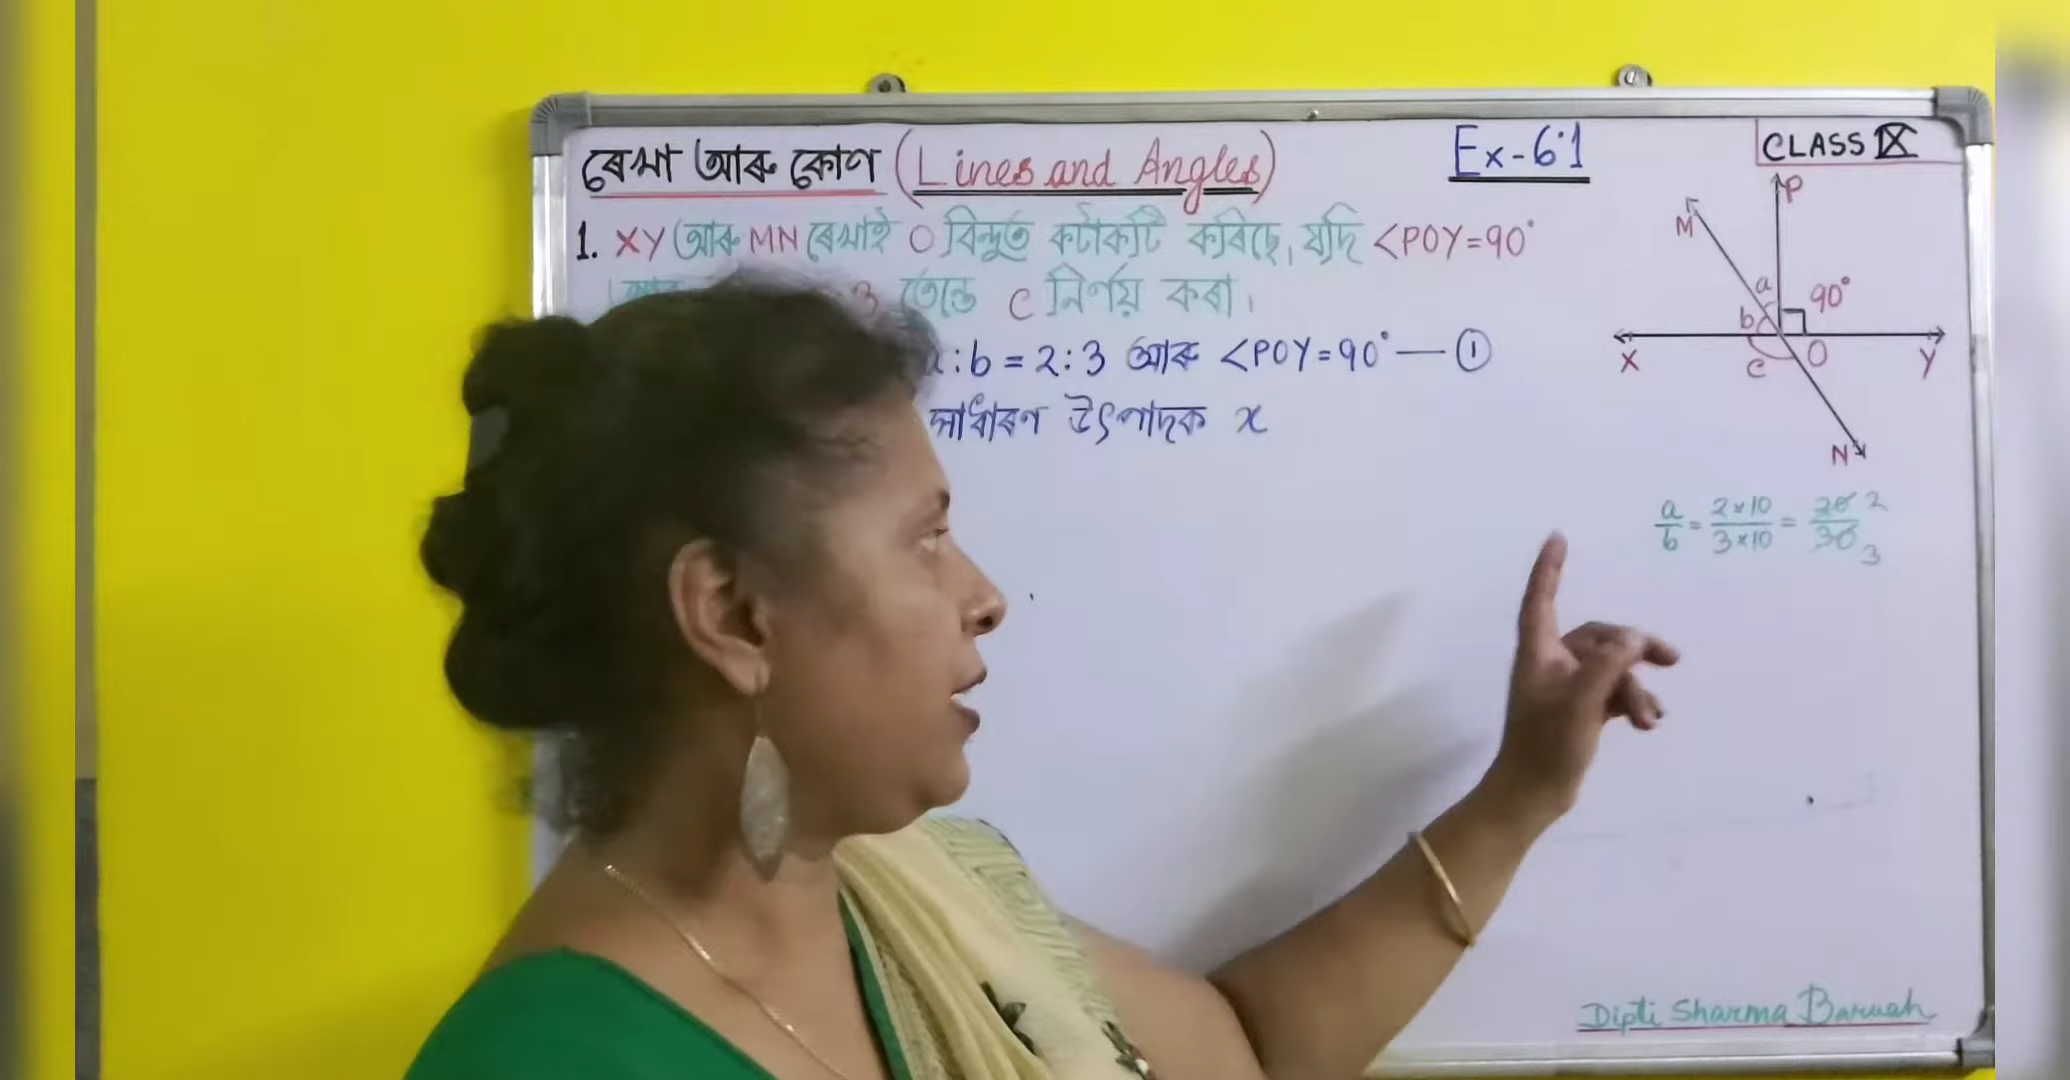 ৰেখা আৰু কোণ (Lines and Angles)
Ex-6.1
CLASS IX
1. XY আৰু MN ৰেখাই O বিন্দুত কটাকটি কৰিছে, যদি <POY=90°
3 তেন্তে C নিৰ্ণয় কৰা।
:b = 2:3 আৰু <POY=90° — ①
সাধাৰণ উৎপাদক x
P
M
a
90°
b
X
c
O
Y
N
a/b = 2×10/3×10 = 20/30 2/3
Dipti Sharma Baruah